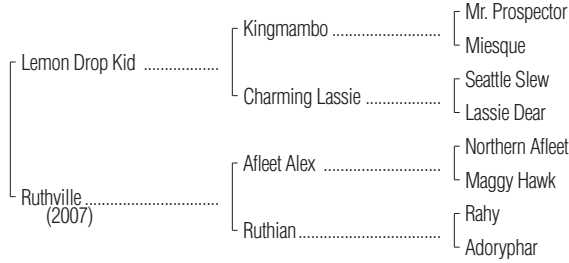 Mr. Prospector
Kingmambo ........................
Miesque
Lemon Drop Kid ................
Seattle Slew
Charming Lassie .................
Lassie Dear
Northern Afleet
Afleet Alex ..........................
Maggy Hawk
Ruthville .............................
(2007)
Rahy
Ruthian ................................
Adoryphar